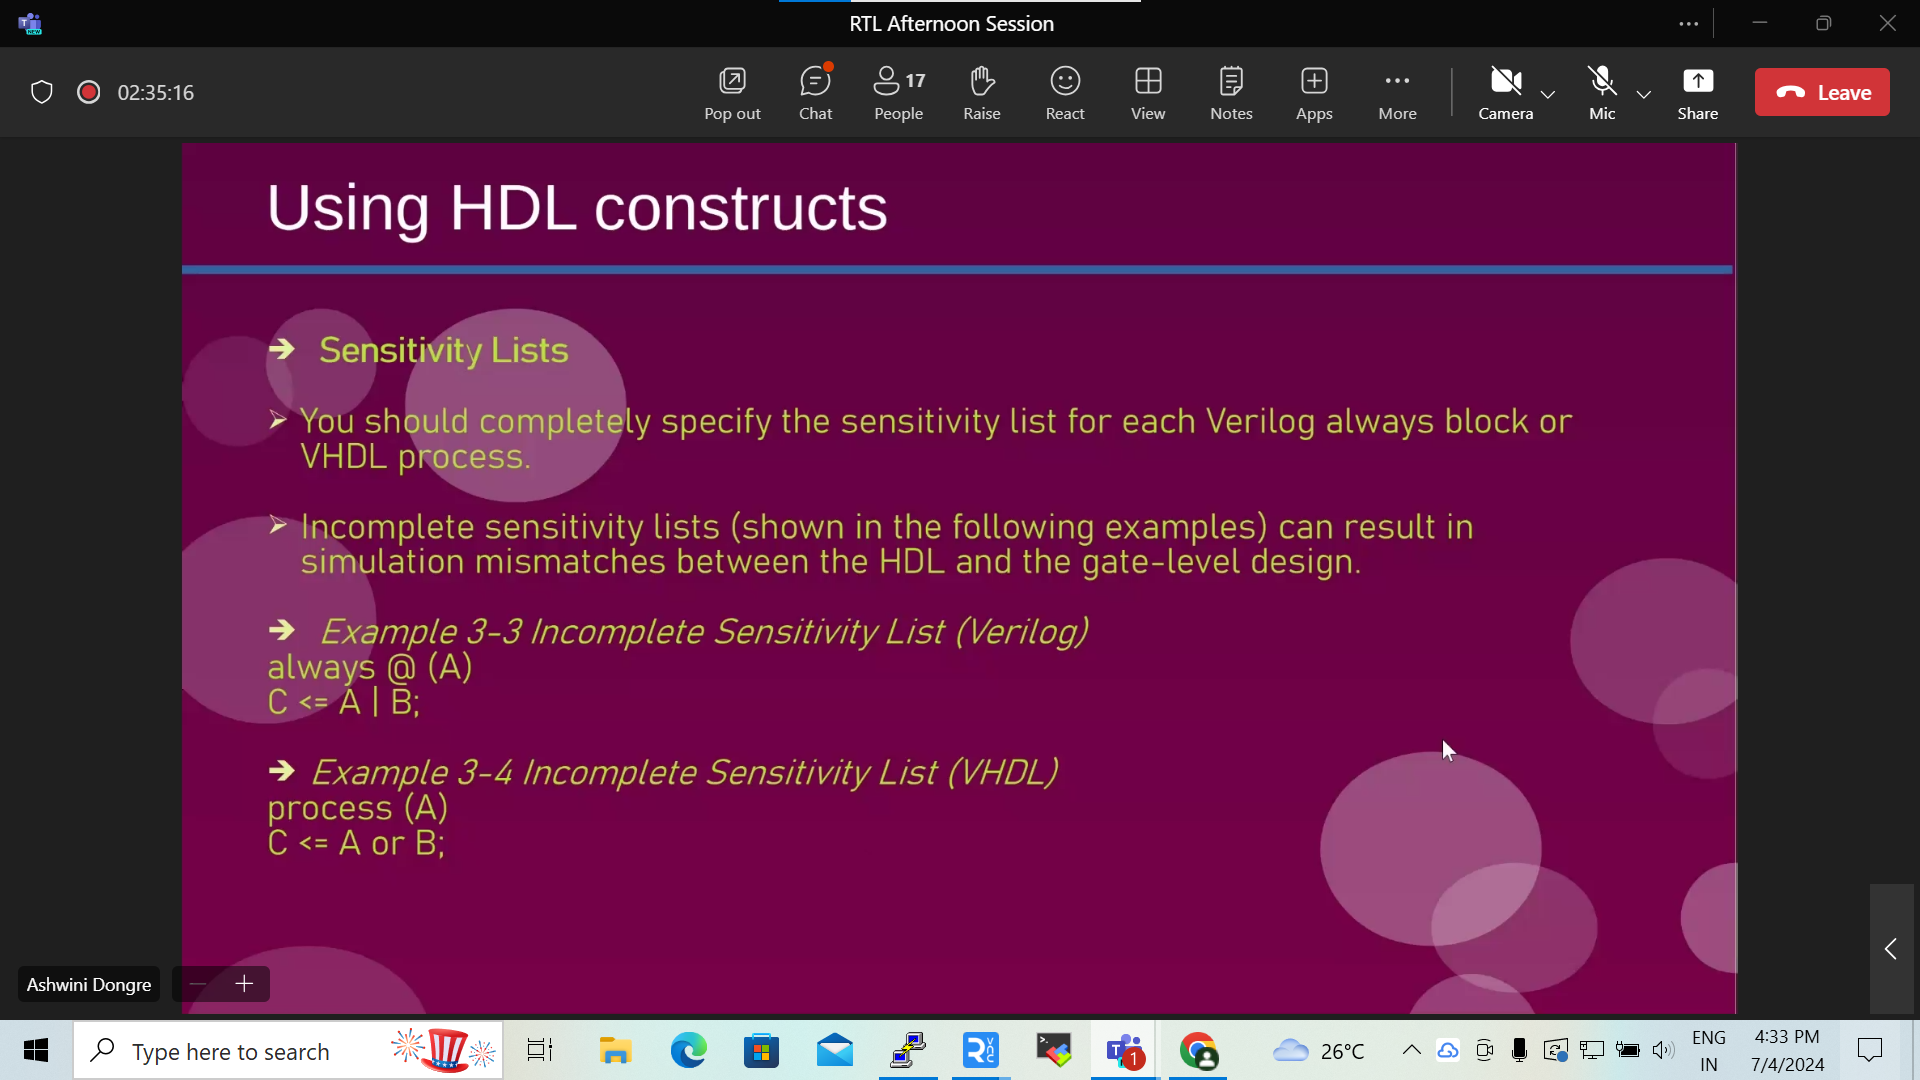 RTL Afternoon Session
02:35:16
Pop out
Chat
17
People
Raise
React
View
Notes
Apps
More
Camera
Mic
Share
Leave
Using HDL constructs
➔ Sensitivity Lists
➢ You should completely specify the sensitivity list for each Verilog always block or
VHDL process.
➢ Incomplete sensitivity lists (shown in the following examples) can result in
simulation mismatches between the HDL and the gate-level design.
➔ Example 3-3 Incomplete Sensitivity List (Verilog)
always @ (A)
C <= A | B;
➔ Example 3-4 Incomplete Sensitivity List (VHDL)
process (A)
C <= A or B;
Ashwini Dongre
Type here to search
1
26°C
ENG
IN
4:33 PM
7/4/2024